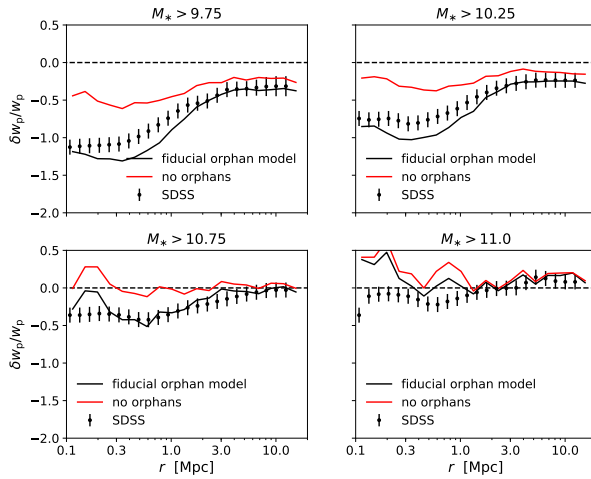 M* > 9.75
M* > 10.25
0.5
0.0
−0.5
−1.0
−1.5
−2.0
δwp/wp
fiducial orphan model
no orphans
SDSS
fiducial orphan model
no orphans
SDSS
M* > 10.75
M* > 11.0
0.5
0.0
−0.5
−1.0
−1.5
−2.0
δwp/wp
fiducial orphan model
no orphans
SDSS
fiducial orphan model
no orphans
SDSS
0.1 0.3 1.0 3.0 10.0
0.1 0.3 1.0 3.0 10.0
r [Mpc]
r [Mpc]